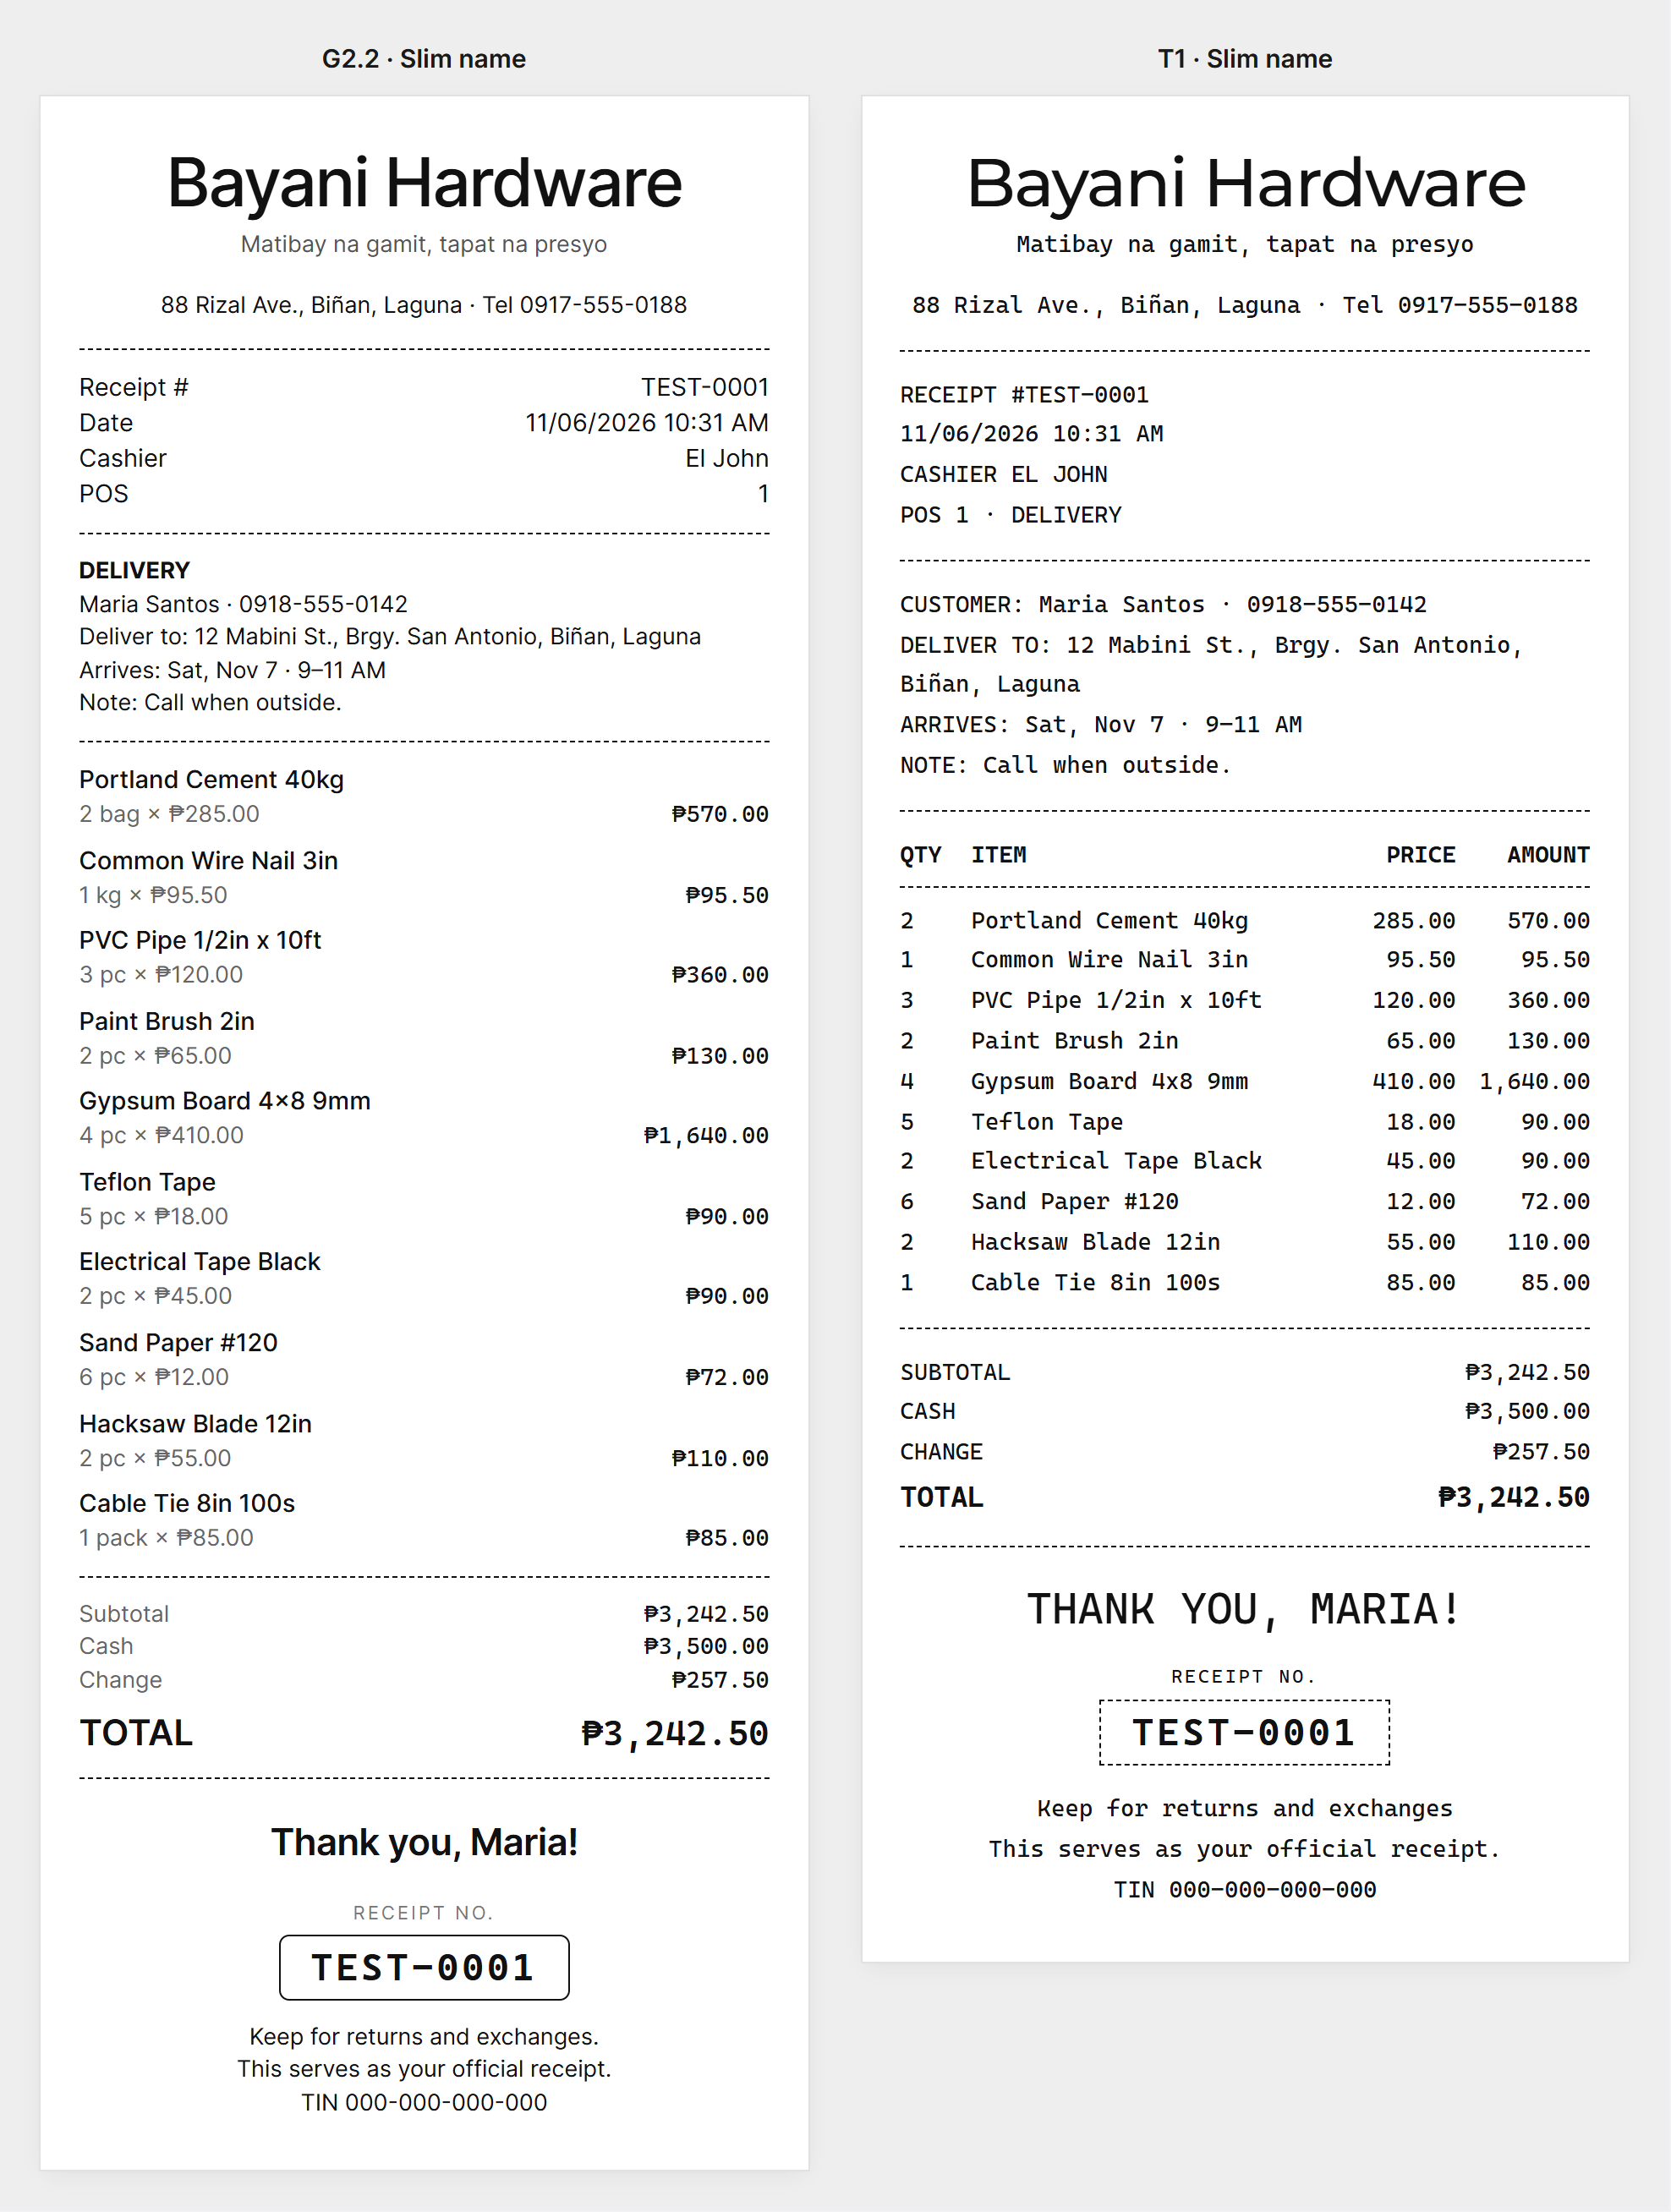 G2.2 · Slim name
Bayani Hardware
Matibay na gamit, tapat na presyo
88 Rizal Ave., Biñan, Laguna · Tel 0917-555-0188
Receipt # TEST-0001
Date 11/06/2026 10:31 AM
Cashier El John
POS 1
DELIVERY
Maria Santos · 0918-555-0142
Deliver to: 12 Mabini St., Brgy. San Antonio, Biñan, Laguna
Arrives: Sat, Nov 7 · 9–11 AM
Note: Call when outside.
Portland Cement 40kg
2 bag × ₱285.00 ₱570.00
Common Wire Nail 3in
1 kg × ₱95.50 ₱95.50
PVC Pipe 1/2in x 10ft
3 pc × ₱120.00 ₱360.00
Paint Brush 2in
2 pc × ₱65.00 ₱130.00
Gypsum Board 4×8 9mm
4 pc × ₱410.00 ₱1,640.00
Teflon Tape
5 pc × ₱18.00 ₱90.00
Electrical Tape Black
2 pc × ₱45.00 ₱90.00
Sand Paper #120
6 pc × ₱12.00 ₱72.00
Hacksaw Blade 12in
2 pc × ₱55.00 ₱110.00
Cable Tie 8in 100s
1 pack × ₱85.00 ₱85.00
Subtotal ₱3,242.50
Cash ₱3,500.00
Change ₱257.50
TOTAL ₱3,242.50
Thank you, Maria!
RECEIPT NO.
TEST-0001
Keep for returns and exchanges.
This serves as your official receipt.
TIN 000-000-000-000
T1 · Slim name
Bayani Hardware
Matibay na gamit, tapat na presyo
88 Rizal Ave., Biñan, Laguna · Tel 0917-555-0188
RECEIPT #TEST-0001
11/06/2026 10:31 AM
CASHIER EL JOHN
POS 1 · DELIVERY
CUSTOMER: Maria Santos · 0918-555-0142
DELIVER TO: 12 Mabini St., Brgy. San Antonio,
Biñan, Laguna
ARRIVES: Sat, Nov 7 · 9–11 AM
NOTE: Call when outside.
QTY ITEM PRICE AMOUNT
2 Portland Cement 40kg 285.00 570.00
1 Common Wire Nail 3in 95.50 95.50
3 PVC Pipe 1/2in x 10ft 120.00 360.00
2 Paint Brush 2in 65.00 130.00
4 Gypsum Board 4x8 9mm 410.00 1,640.00
5 Teflon Tape 18.00 90.00
2 Electrical Tape Black 45.00 90.00
6 Sand Paper #120 12.00 72.00
2 Hacksaw Blade 12in 55.00 110.00
1 Cable Tie 8in 100s 85.00 85.00
SUBTOTAL ₱3,242.50
CASH ₱3,500.00
CHANGE ₱257.50
TOTAL ₱3,242.50
THANK YOU, MARIA!
RECEIPT NO.
TEST-0001
Keep for returns and exchanges
This serves as your official receipt.
TIN 000-000-000-000